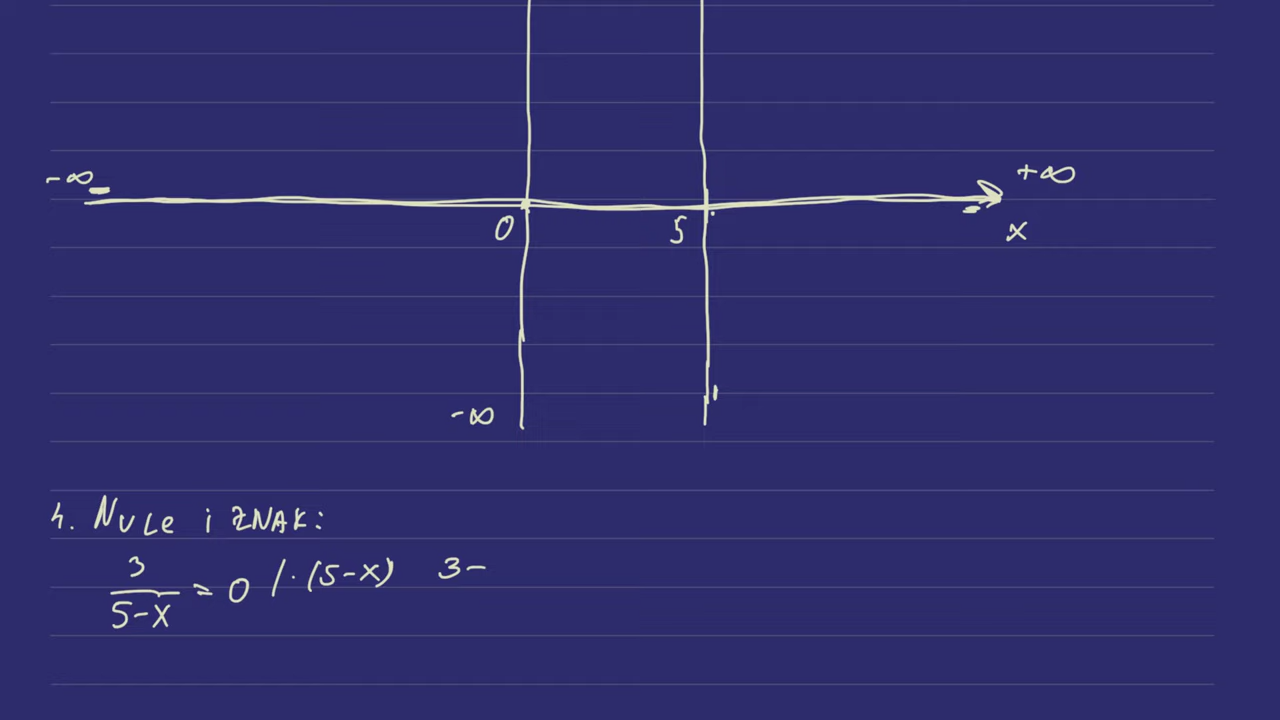 -∞ +∞
0 5 x
-∞
4. NULE i ZNAK:
3/(5-x) = 0 /·(5-x) 3-